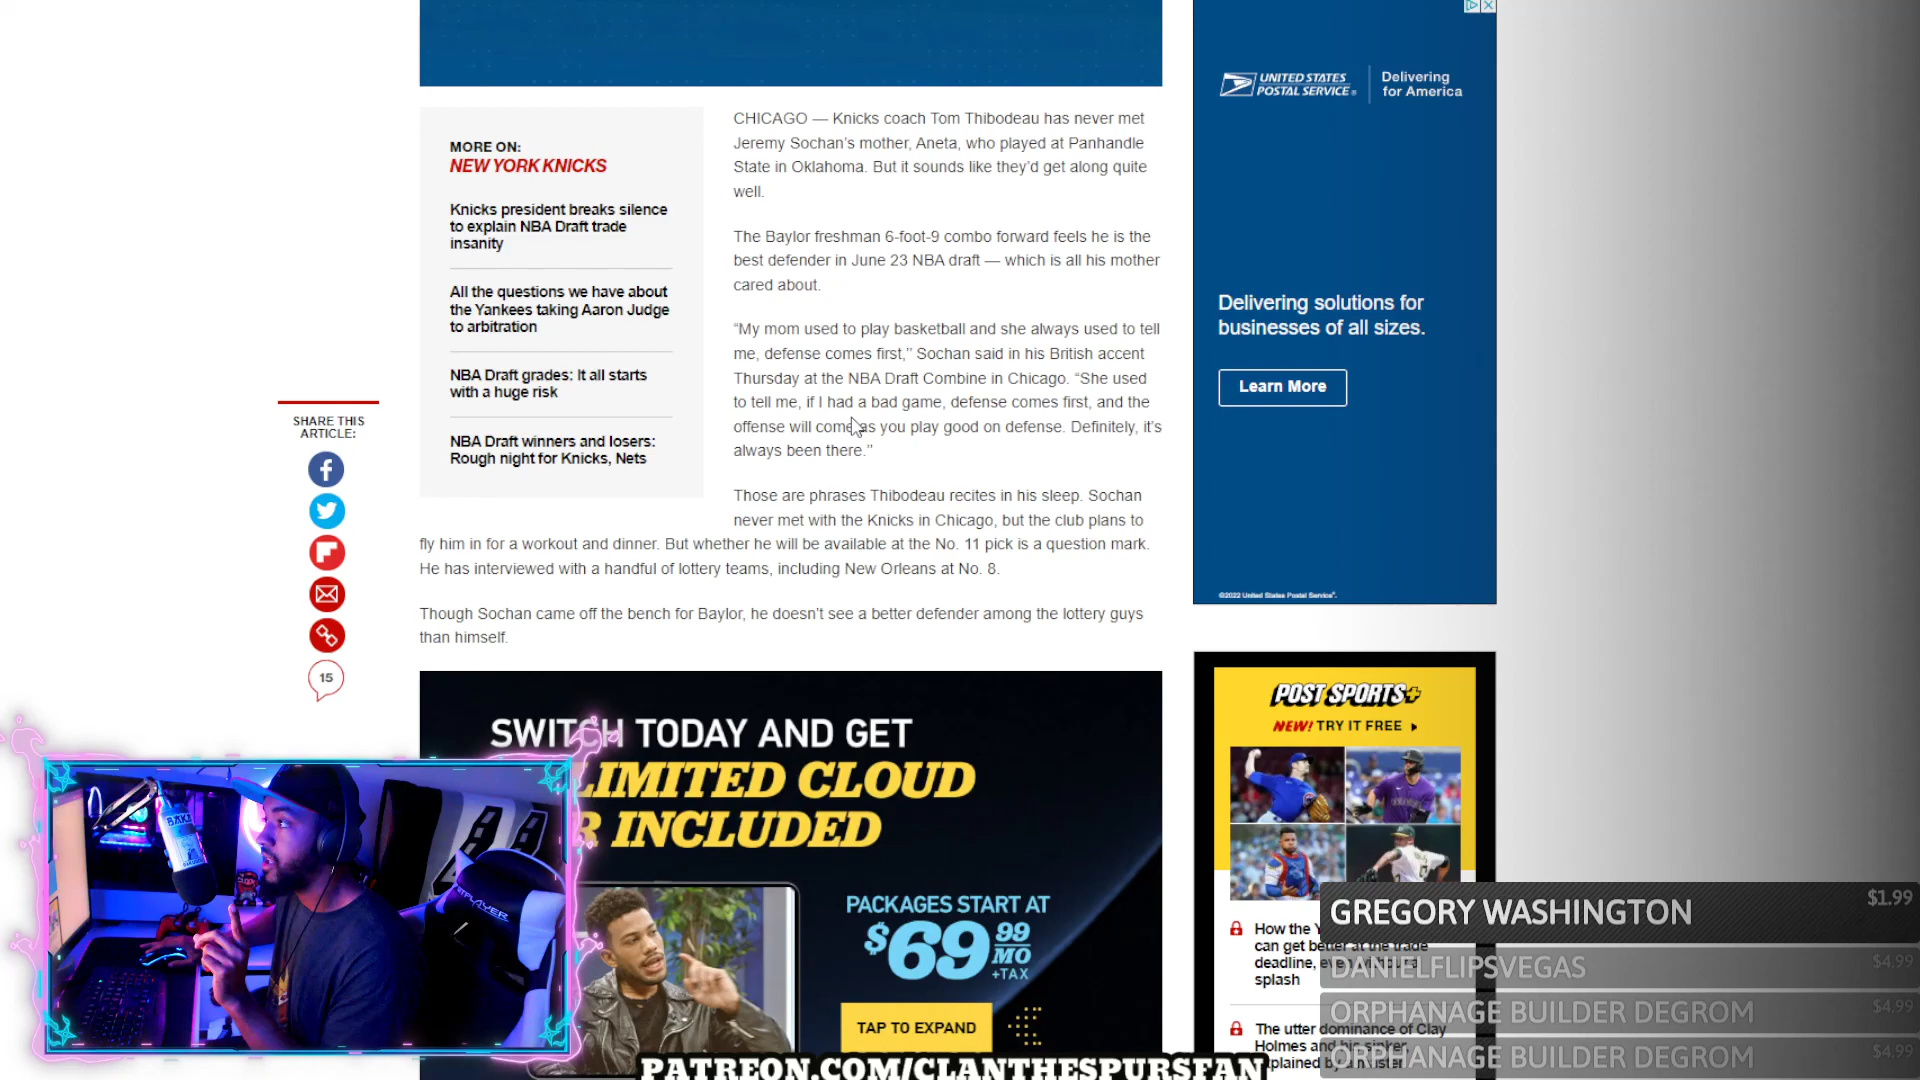 UNITED STATES
POSTAL SERVICE®
Delivering
for America
CHICAGO — Knicks coach Tom Thibodeau has never met
Jeremy Sochan’s mother, Aneta, who played at Panhandle
State in Oklahoma. But it sounds like they’d get along quite
well.
The Baylor freshman 6-foot-9 combo forward feels he is the
best defender in June 23 NBA draft — which is all his mother
cared about.
“My mom used to play basketball and she always used to tell
me, defense comes first,” Sochan said in his British accent
Thursday at the NBA Draft Combine in Chicago. “She used
to tell me, if I had a bad game, defense comes first, and the
offense will come as you play good on defense. Definitely, it’s
always been there.”
Those are phrases Thibodeau recites in his sleep. Sochan
never met with the Knicks in Chicago, but the club plans to
fly him in for a workout and dinner. But whether he will be available at the No. 11 pick is a question mark.
He has interviewed with a handful of lottery teams, including New Orleans at No. 8.
Though Sochan came off the bench for Baylor, he doesn’t see a better defender among the lottery guys
than himself.
MORE ON:
NEW YORK KNICKS
Knicks president breaks silence
to explain NBA Draft trade
insanity
All the questions we have about
the Yankees taking Aaron Judge
to arbitration
NBA Draft grades: It all starts
with a huge risk
NBA Draft winners and losers:
Rough night for Knicks, Nets
SHARE THIS
ARTICLE:
15
Delivering solutions for
businesses of all sizes.
Learn More
©2022 United States Postal Service®.
SWITCH TODAY AND GET
LIMITED CLOUD
R INCLUDED
PACKAGES START AT
$69 99
MO
+TAX
TAP TO EXPAND
POST SPORTS+
NEW! TRY IT FREE
How the Y
can get better at the trade
deadline, even without a
splash
The utter dominance of Clay
Holmes and his sinker,
explained by
GREGORY WASHINGTON
$1.99
DANIELFLIPSVEGAS
$4.99
ORPHANAGE BUILDER DEGROM
$4.99
ORPHANAGE BUILDER DEGROM
$4.99
PATREON.COM/CLANTHESPURSFAN